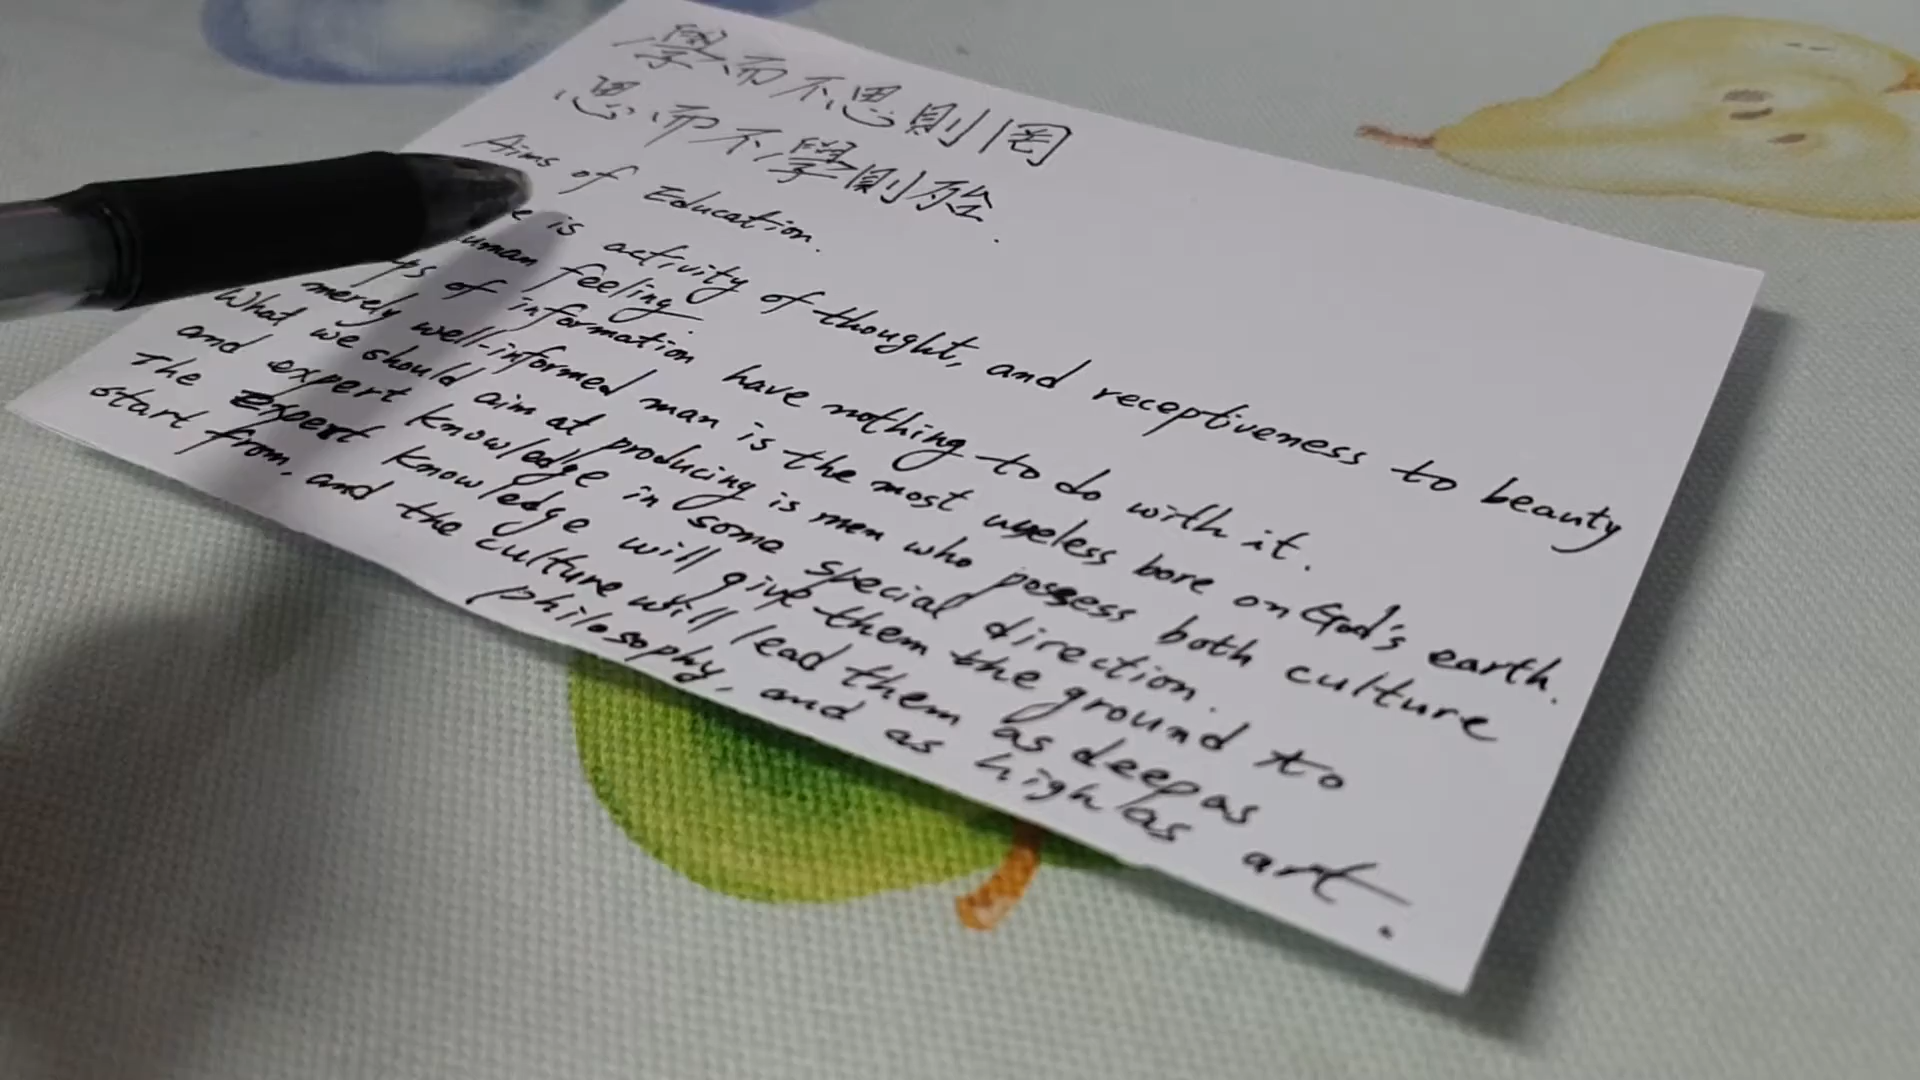 學而不思則罔
思而不學則殆.
Aims of Education.
is activity of thought, and receptiveness to beauty
human feeling
of information have nothing to do with it.
merely well-informed man is the most useless bore on God's earth.
What we should aim at producing is men who possess both culture
and expert knowledge in some special direction.
The Expert knowledge will give them the ground to
start from, and the culture will lead them as deep as
philosophy, and as high as art.